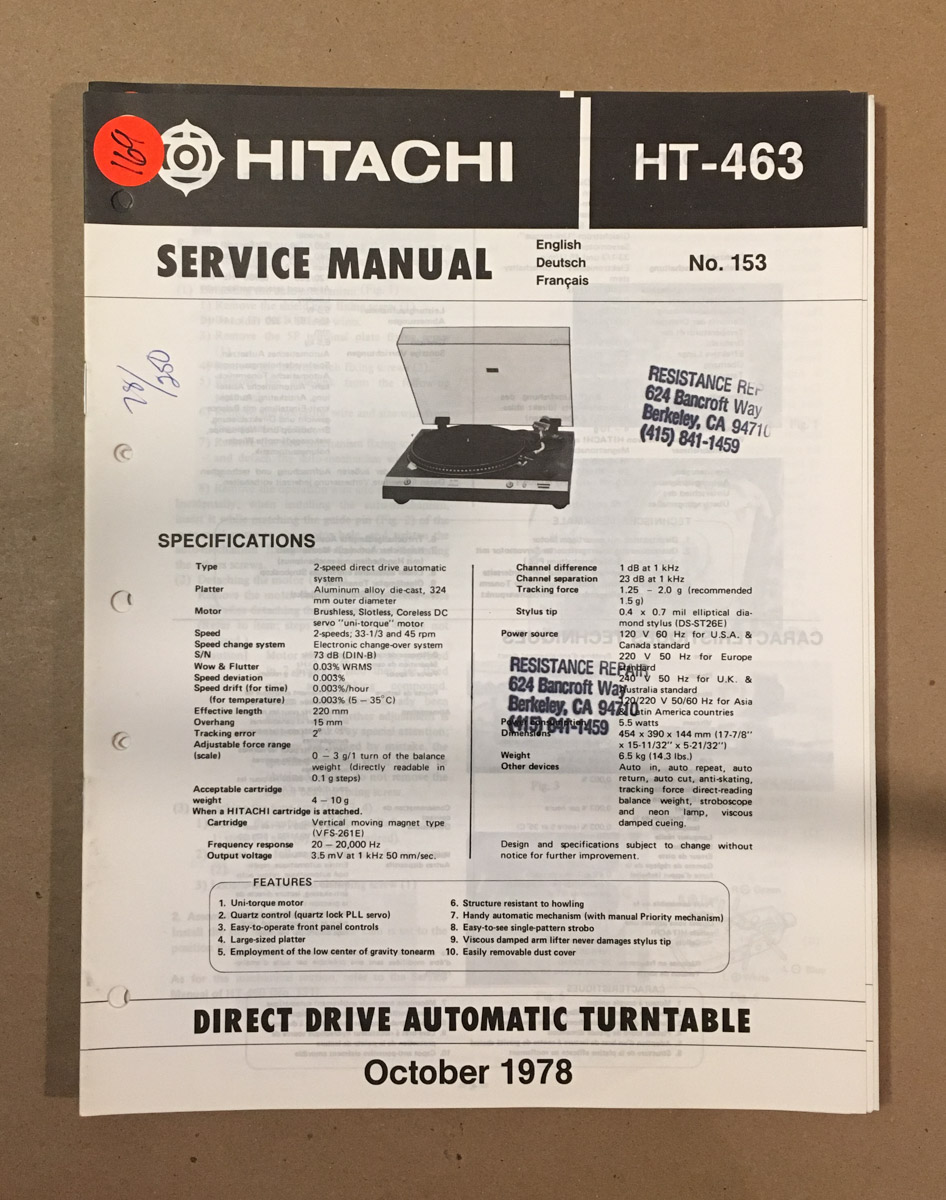 169
HITACHI
HT-463
SERVICE MANUAL
English
Deutsch
Français
No. 153
78/
350
RESISTANCE REP
624 Bancroft Way
Berkeley, CA 94710
(415) 841-1459
SPECIFICATIONS
Type 2-speed direct drive automatic
system
Platter Aluminum alloy die-cast, 324
mm outer diameter
Motor Brushless, Slotless, Coreless DC
servo "uni-torque" motor
Speed 2-speeds; 33-1/3 and 45 rpm
Speed change system Electronic change-over system
S/N 73 dB (DIN-B)
Wow & Flutter 0.03% WRMS
Speed deviation 0.003%
Speed drift (for time) 0.003%/hour
(for temperature) 0.003% (5 – 35°C)
Effective length 220 mm
Overhang 15 mm
Tracking error 2°
Adjustable force range
(scale) 0 – 3 g/1 turn of the balance
weight (directly readable in
0.1 g steps)
Acceptable cartridge
weight 4 – 10 g
When a HITACHI cartridge is attached.
Cartridge Vertical moving magnet type
(VFS-261E)
Frequency response 20 – 20,000 Hz
Output voltage 3.5 mV at 1 kHz 50 mm/sec.
Channel difference 1 dB at 1 kHz
Channel separation 23 dB at 1 kHz
Tracking force 1.25 – 2.0 g (recommended
1.5 g)
Stylus tip 0.4 x 0.7 mil elliptical dia-
mond stylus (DS-ST26E)
Power source 120 V 60 Hz for U.S.A. &
Canada standard
220 V 50 Hz for Europe
standard
240 V 50 Hz for U.K. &
Australia standard
120/220 V 50/60 Hz for Asia
& Latin America countries
Power consumption 5.5 watts
Dimensions 454 x 390 x 144 mm (17-7/8"
x 15-11/32" x 5-21/32")
Weight 6.5 kg (14.3 lbs.)
Other devices Auto in, auto repeat, auto
return, auto cut, anti-skating,
tracking force direct-reading
balance weight, stroboscope
and neon lamp, viscous
damped cueing.
RESISTANCE REPAIR
624 Bancroft Way
Berkeley, CA 94710
(415) 841-1459
Design and specifications subject to change without
notice for further improvement.
FEATURES
1. Uni-torque motor
2. Quartz control (quartz lock PLL servo)
3. Easy-to-operate front panel controls
4. Large-sized platter
5. Employment of the low center of gravity tonearm
6. Structure resistant to howling
7. Handy automatic mechanism (with manual Priority mechanism)
8. Easy-to-see single-pattern strobo
9. Viscous damped arm lifter never damages stylus tip
10. Easily removable dust cover
DIRECT DRIVE AUTOMATIC TURNTABLE
October 1978